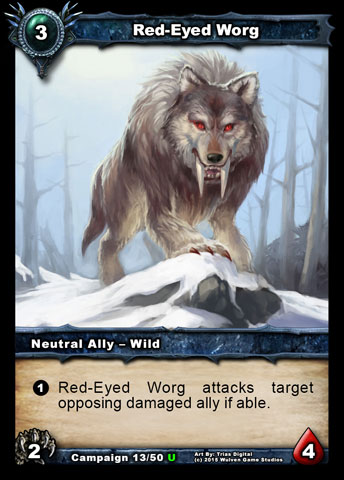 3
Red-Eyed Worg
Neutral Ally – Wild
1 Red-Eyed Worg attacks target
opposing damaged ally if able.
2
Campaign 13/50 U
Art By: Trias Digital
(c) 2015 Wulven Game Studios
4